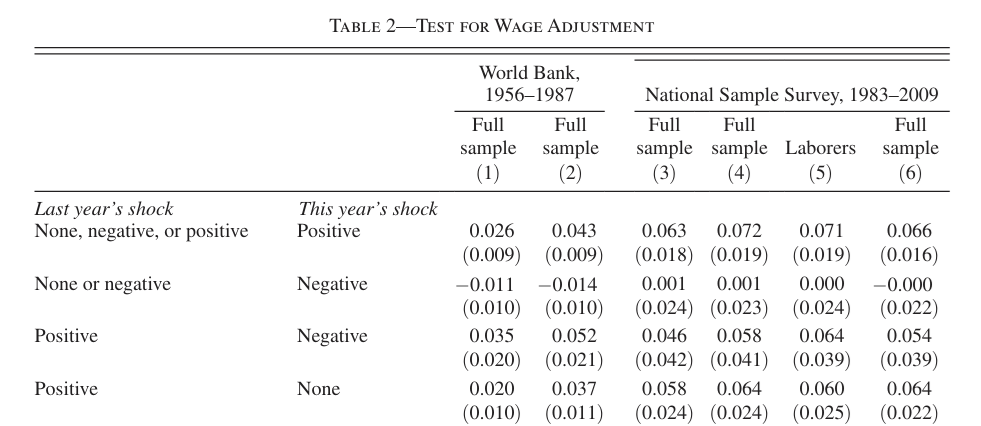 TABLE 2—TEST FOR WAGE ADJUSTMENT
World Bank, 1956–1987
National Sample Survey, 1983–2009
Full sample (1)
Full sample (2)
Full sample (3)
Full sample (4)
Laborers (5)
Full sample (6)
Last year's shock This year's shock
None, negative, or positive Positive 0.026 0.043 0.063 0.072 0.071 0.066
(0.009) (0.009) (0.018) (0.019) (0.019) (0.016)
None or negative Negative −0.011 −0.014 0.001 0.001 0.000 −0.000
(0.010) (0.010) (0.024) (0.023) (0.024) (0.022)
Positive Negative 0.035 0.052 0.046 0.058 0.064 0.054
(0.020) (0.021) (0.042) (0.041) (0.039) (0.039)
Positive None 0.020 0.037 0.058 0.064 0.060 0.064
(0.010) (0.011) (0.024) (0.024) (0.025) (0.022)